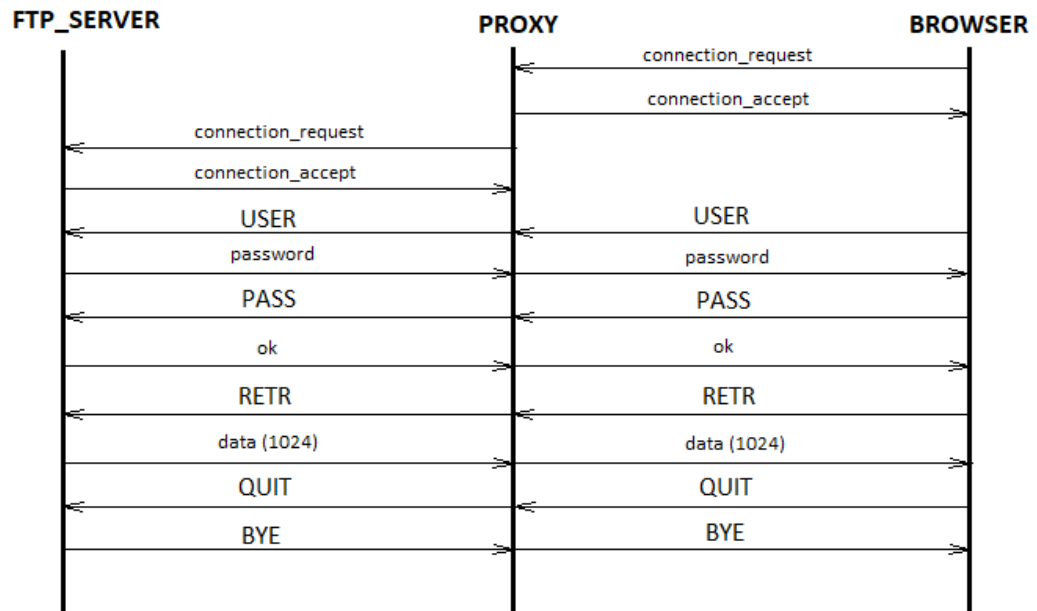 FTP_SERVER
PROXY
BROWSER
connection_request
connection_accept
connection_request
connection_accept
USER
USER
password
password
PASS
PASS
ok
ok
RETR
RETR
data (1024)
data (1024)
QUIT
QUIT
BYE
BYE